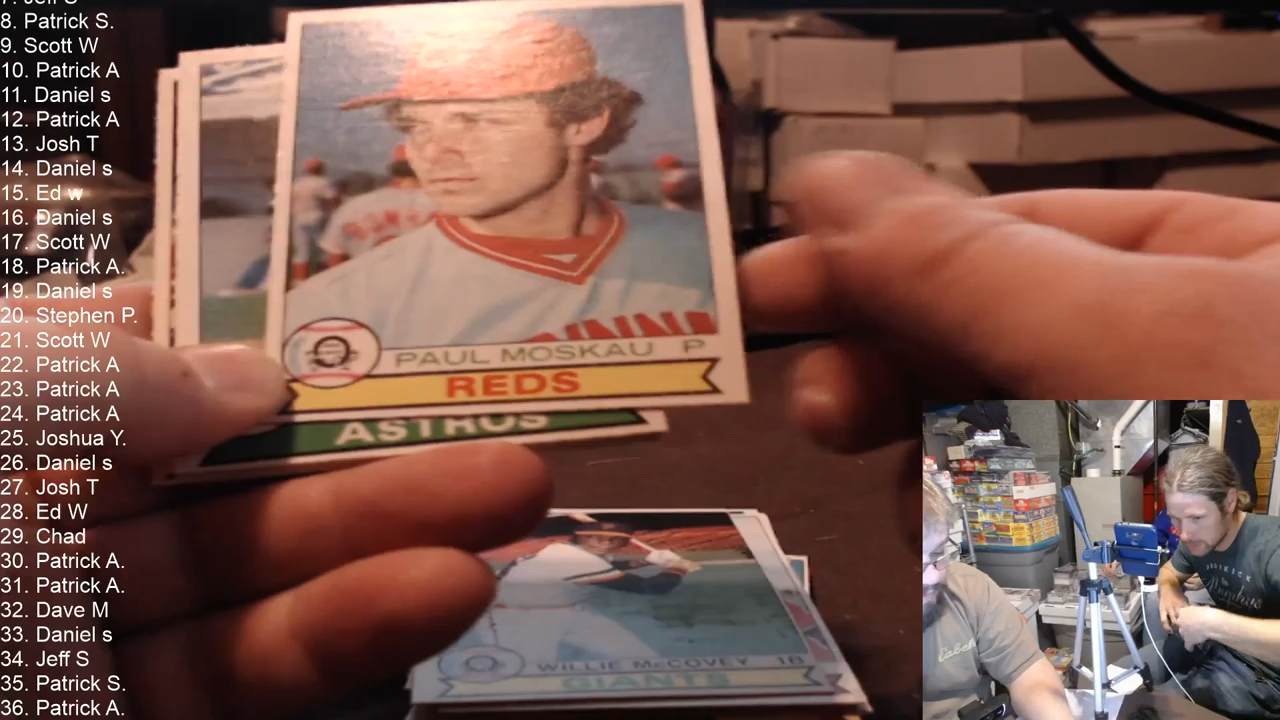 7. Jeff S
8. Patrick S.
9. Scott W
10. Patrick A
11. Daniel s
12. Patrick A
13. Josh T
14. Daniel s
15. Ed w
16. Daniel s
17. Scott W
18. Patrick A.
19. Daniel s
20. Stephen P.
21. Scott W
22. Patrick A
23. Patrick A
24. Patrick A
25. Joshua Y.
26. Daniel s
27. Josh T
28. Ed W
29. Chad
30. Patrick A.
31. Patrick A.
32. Dave M
33. Daniel s
34. Jeff S
35. Patrick S.
36. Patrick A.
PAUL MOSKAU P
REDS
ASTROS
WILLIE McCOVEY 1B
GIANTS